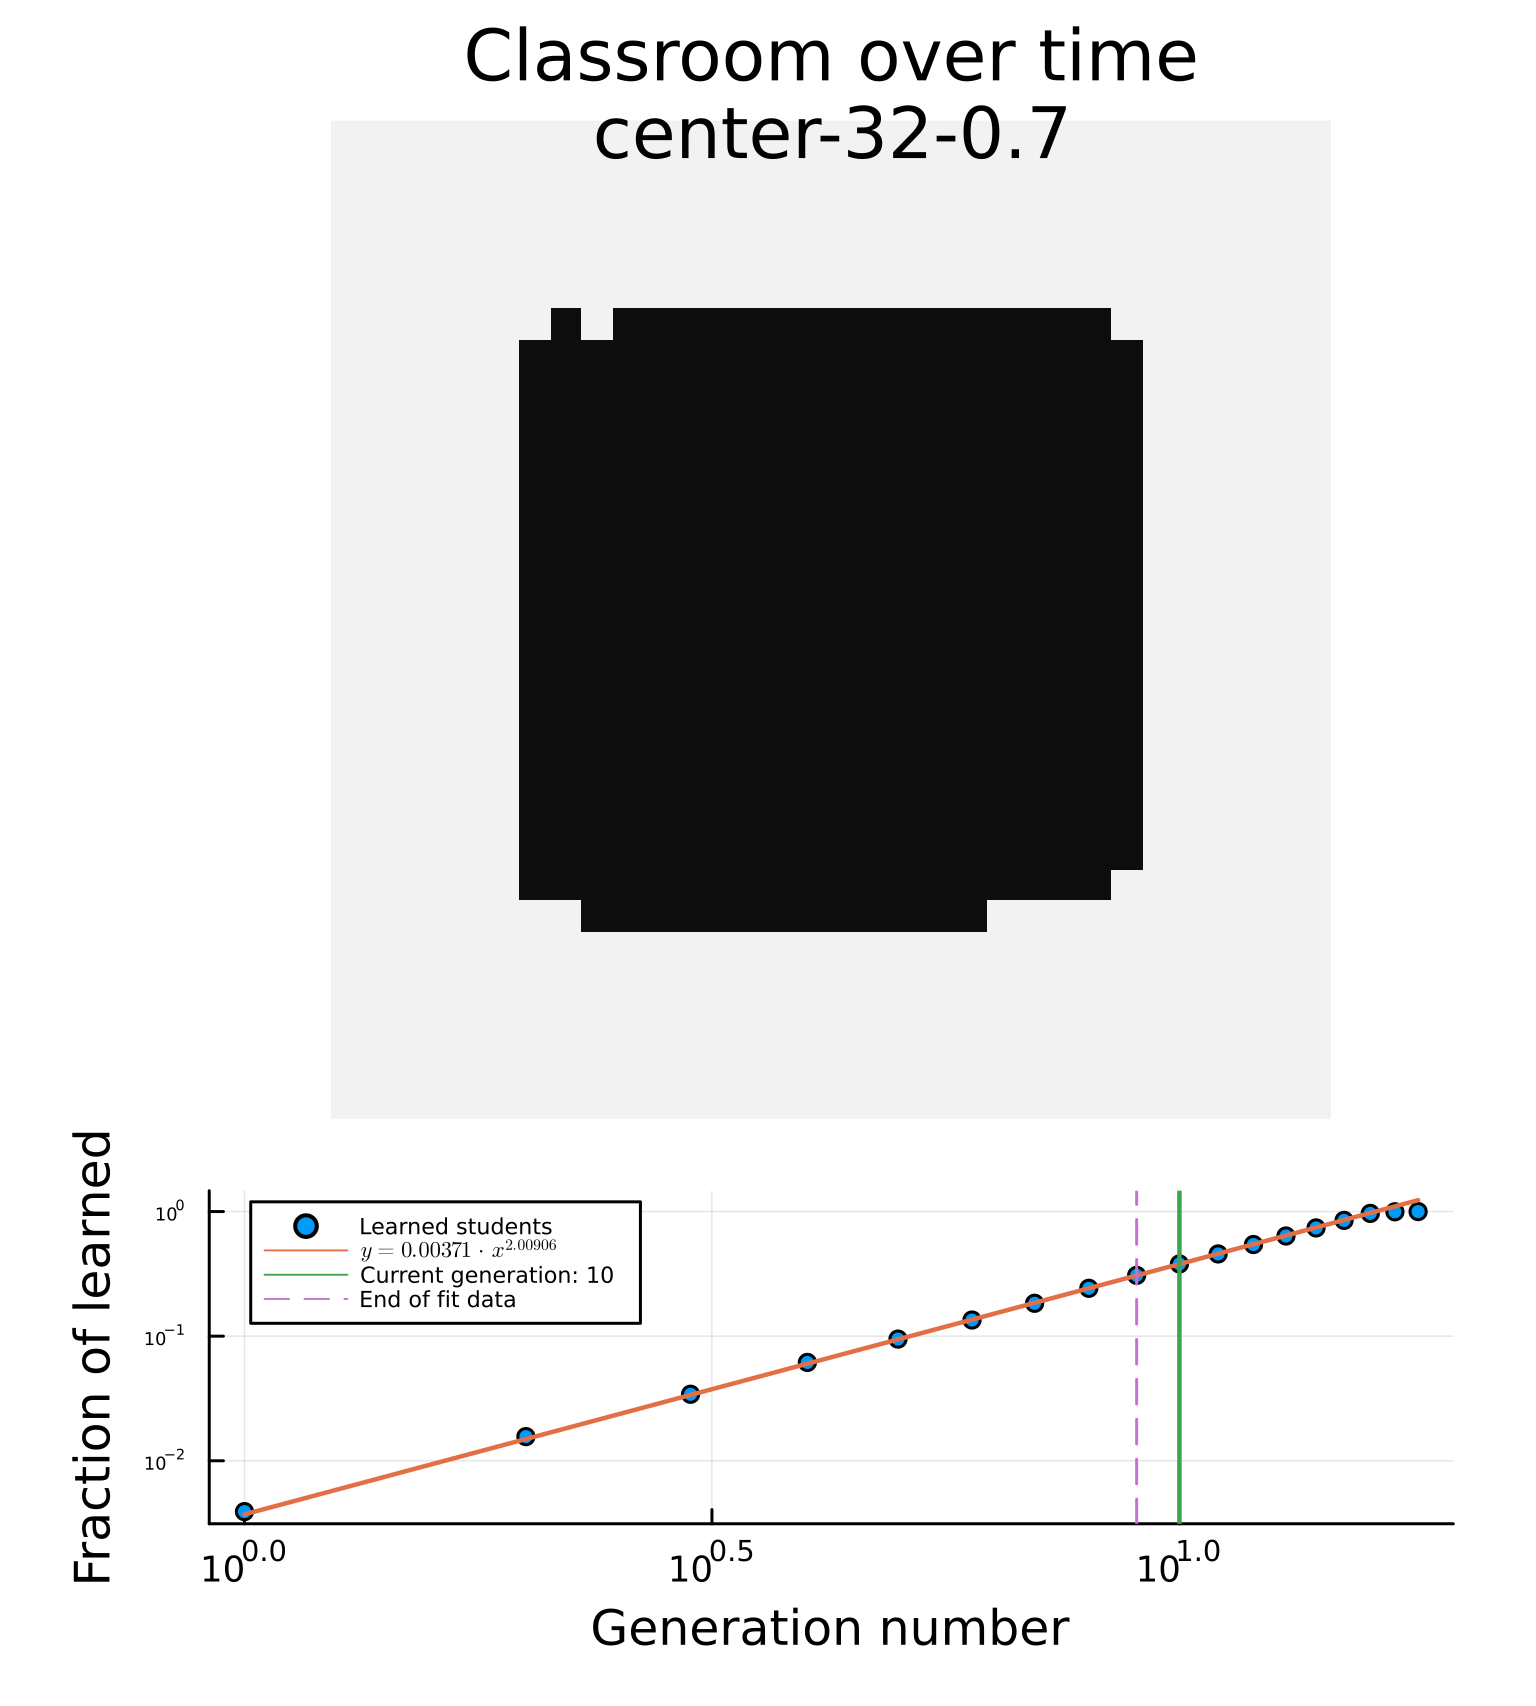 Classroom over time
center-32-0.7
Fraction of learned
10⁰
10⁻¹
10⁻²
Learned students
y = 0.00371 · x^2.00906
Current generation: 10
End of fit data
10^0.0
10^0.5
10^1.0
Generation number